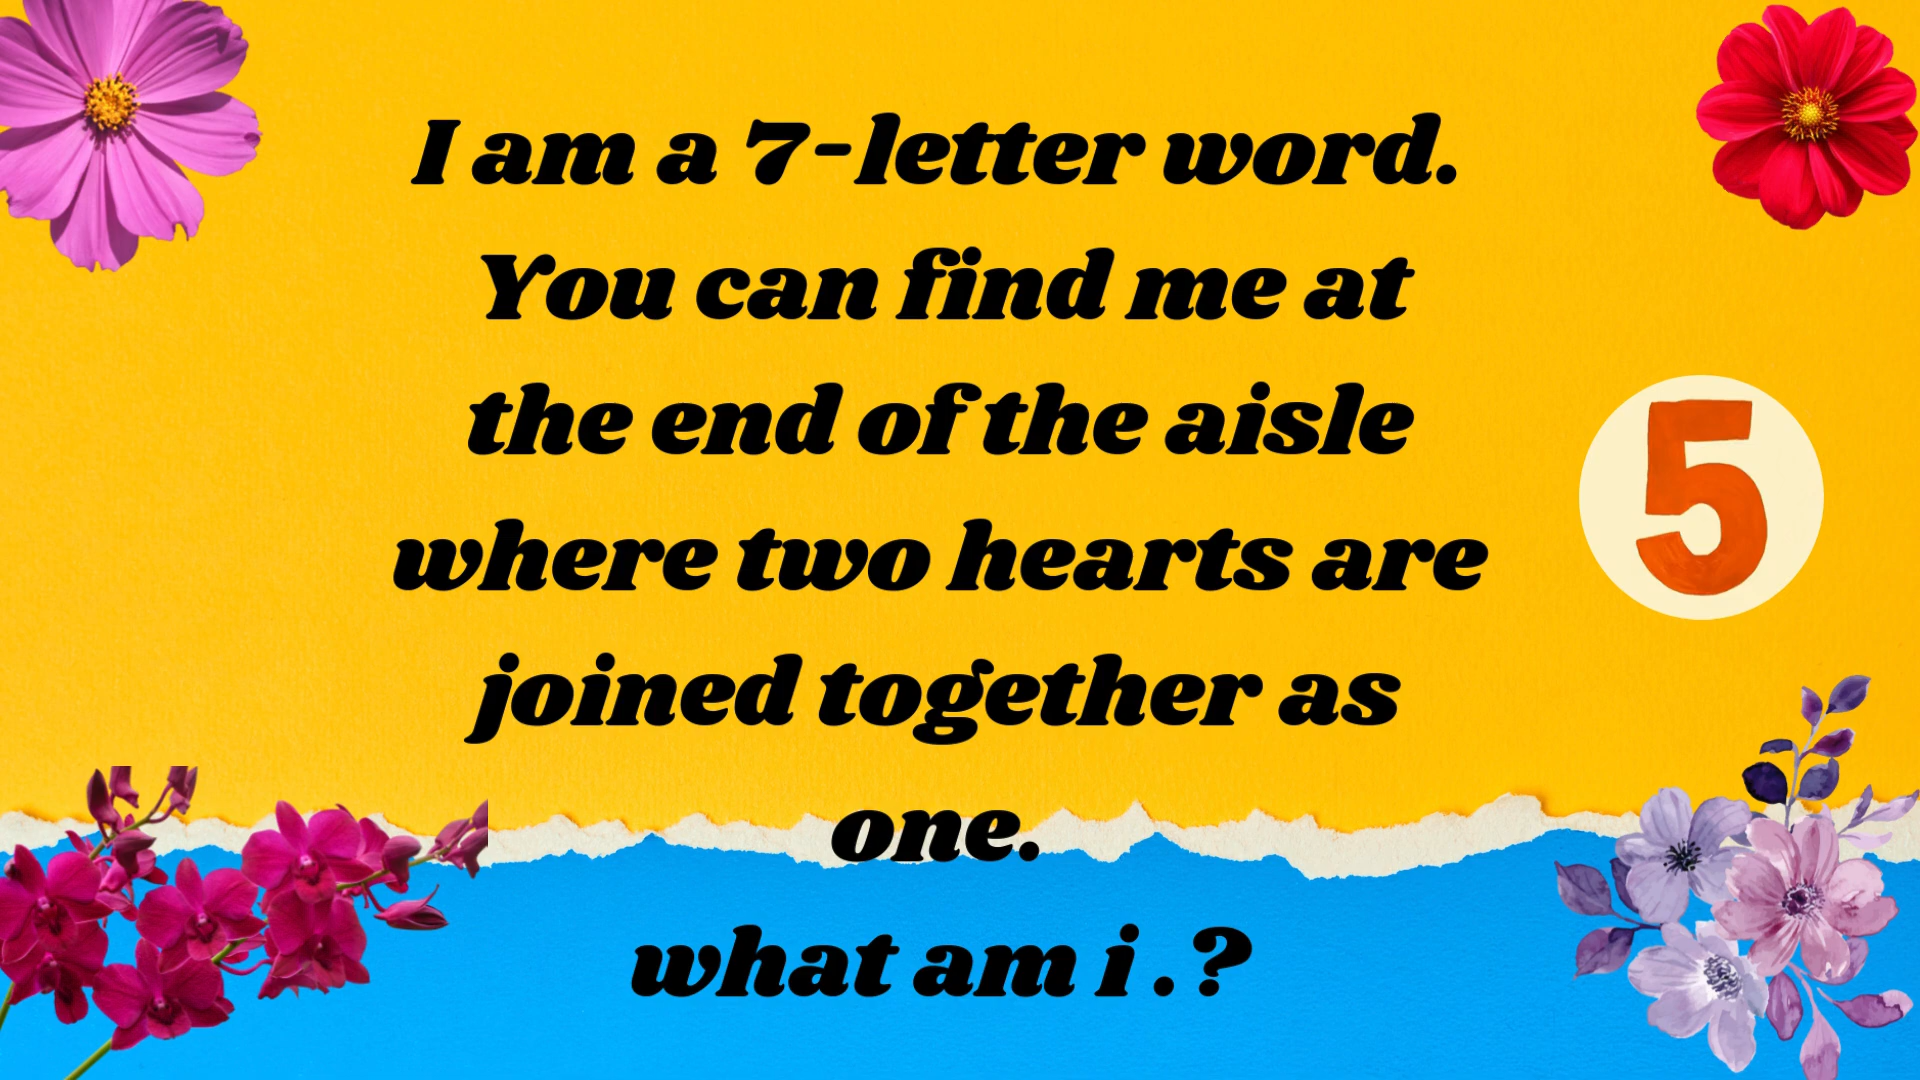 I am a 7-letter word.
You can find me at
the end of the aisle
where two hearts are
joined together as
one.
what am i .?
5